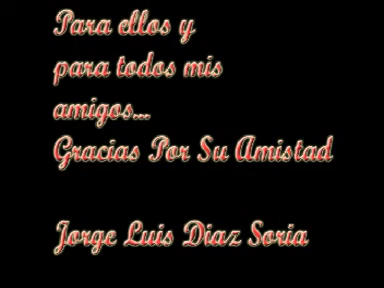 Para ellos y
para todos mis
amigos...
Gracias Por Su Amistad
Jorge Luis Diaz Soria